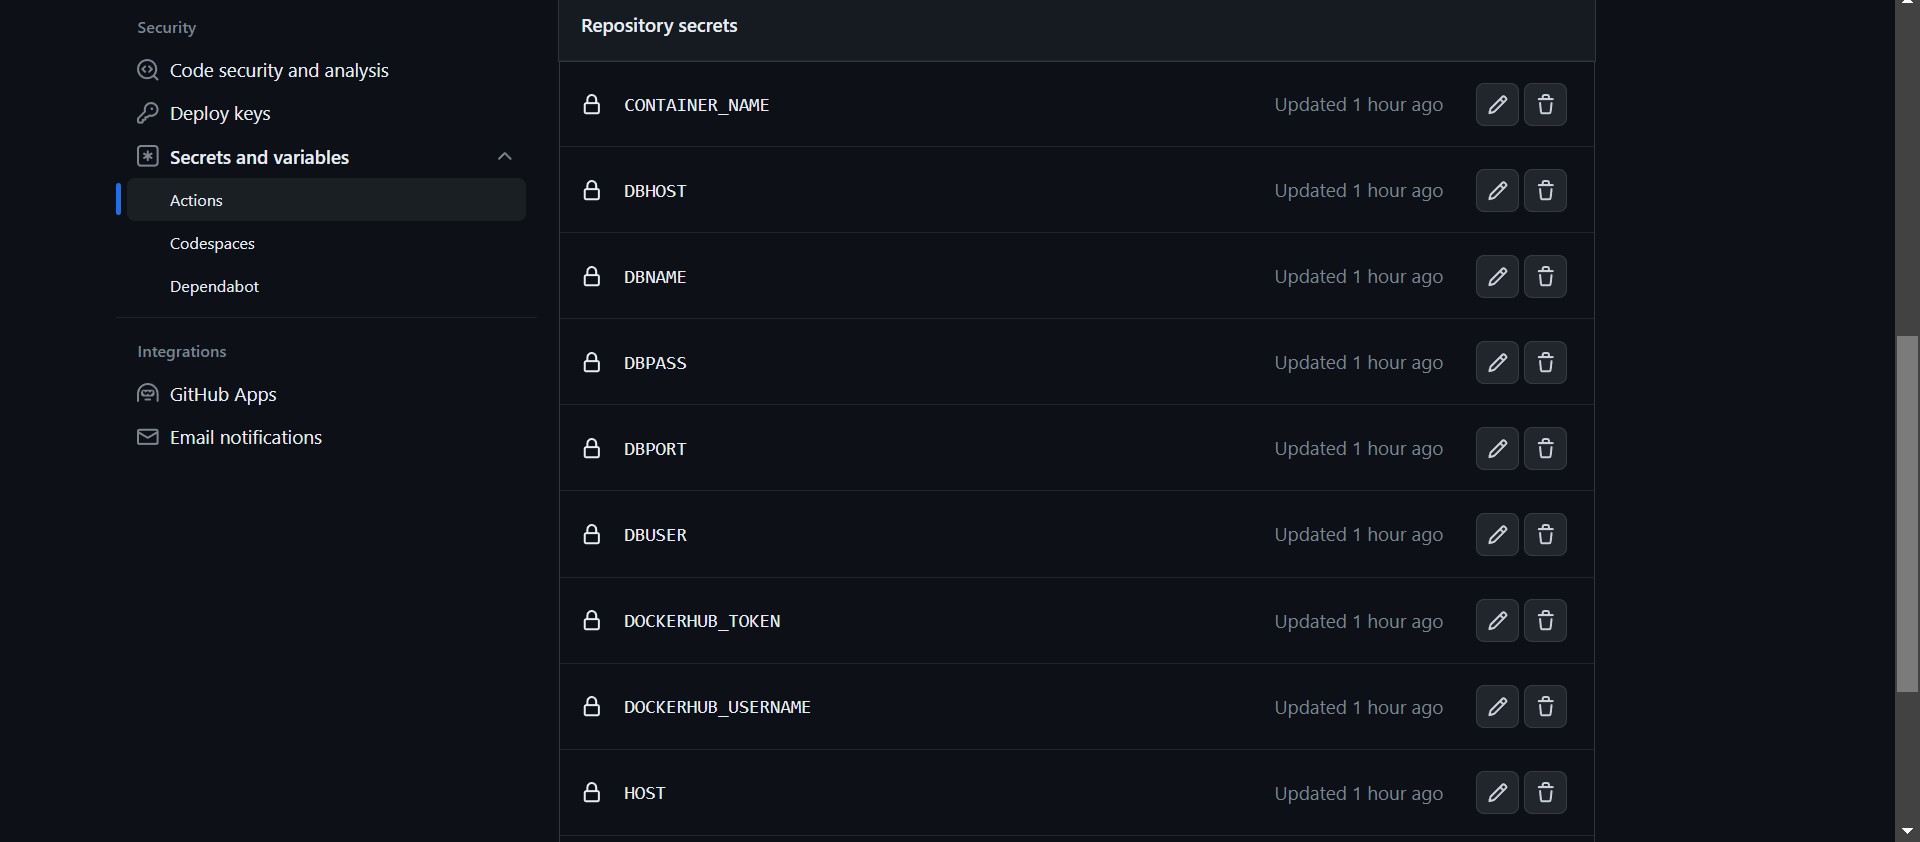 Security
Code security and analysis
Deploy keys
Secrets and variables
Actions
Codespaces
Dependabot
Integrations
GitHub Apps
Email notifications
Repository secrets
CONTAINER_NAME Updated 1 hour ago
DBHOST Updated 1 hour ago
DBNAME Updated 1 hour ago
DBPASS Updated 1 hour ago
DBPORT Updated 1 hour ago
DBUSER Updated 1 hour ago
DOCKERHUB_TOKEN Updated 1 hour ago
DOCKERHUB_USERNAME Updated 1 hour ago
HOST Updated 1 hour ago